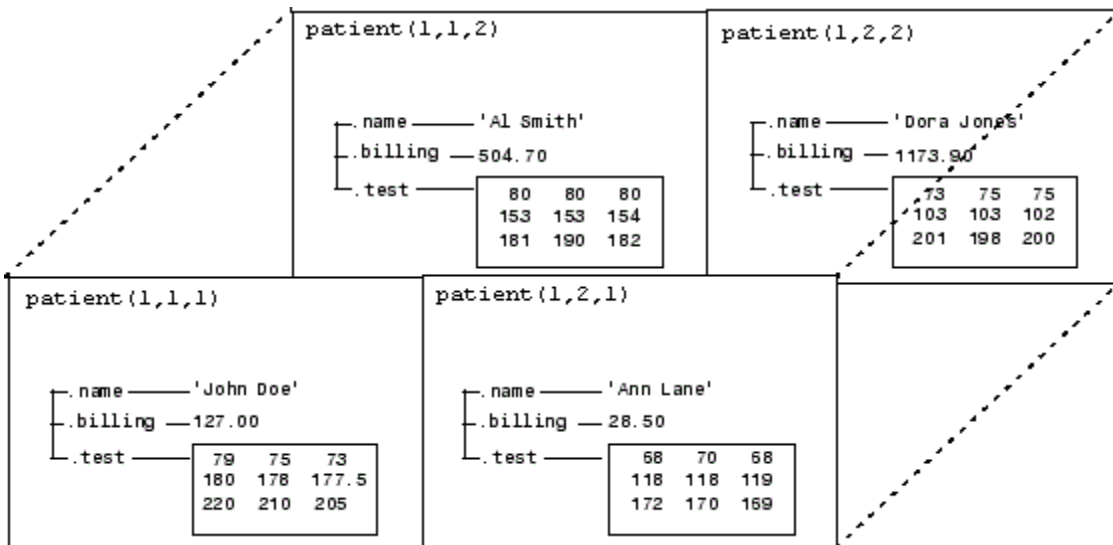 patient(1,1,2)
.name 'Al Smith'
.billing 504.70
.test
80 80 80
153 153 154
181 190 182
patient(1,2,2)
.name 'Dora Jones'
.billing 1173.90
.test
73 75 75
103 103 102
201 198 200
patient(1,1,1)
.name 'John Doe'
.billing 127.00
.test
79 75 73
180 178 177.5
220 210 205
patient(1,2,1)
.name 'Ann Lane'
.billing 28.50
.test
68 70 68
118 118 119
172 170 169